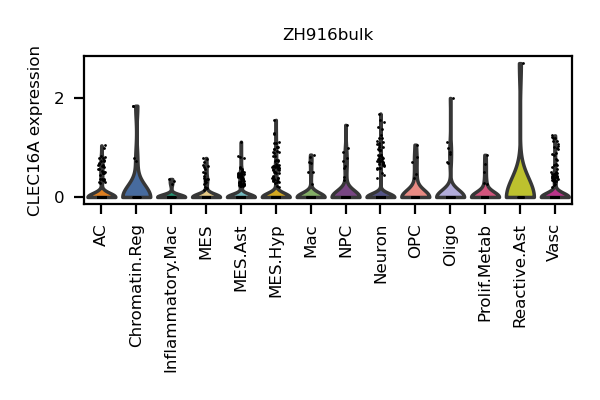 ZH916bulk
CLEC16A expression
2
0
AC
Chromatin.Reg
Inflammatory.Mac
MES
MES.Ast
MES.Hyp
Mac
NPC
Neuron
OPC
Oligo
Prolif.Metab
Reactive.Ast
Vasc